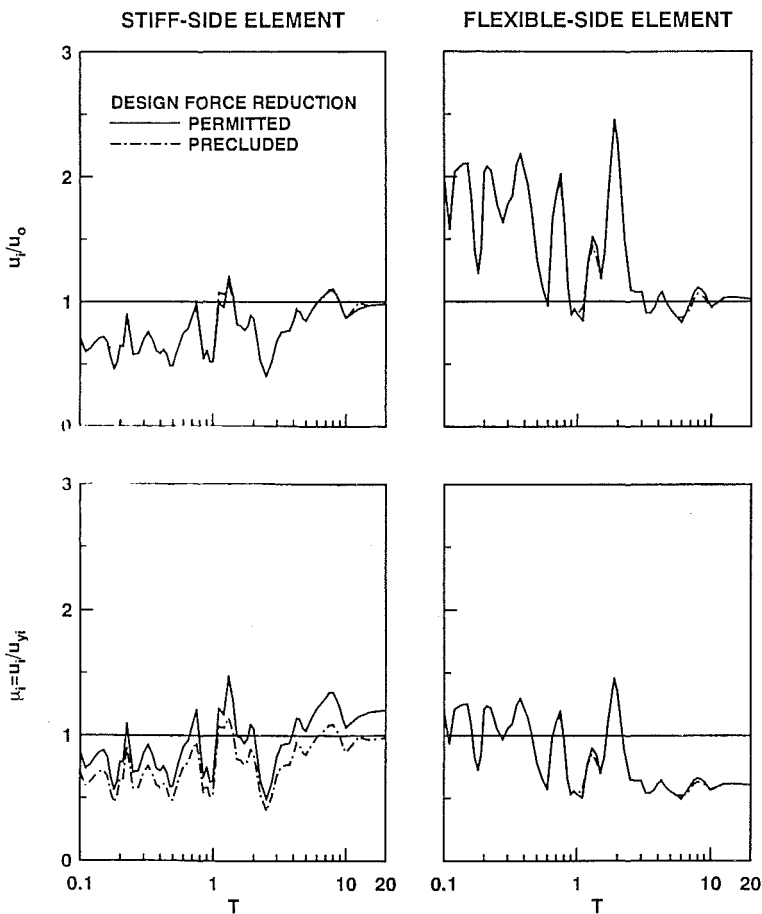 STIFF-SIDE ELEMENT
FLEXIBLE-SIDE ELEMENT
3
2
1
0
u_i/u_o
DESIGN FORCE REDUCTION
PERMITTED
PRECLUDED
3
2
1
0
μ_i=u_i/u_yi
0.1
1
10
20
T
0.1
1
10
20
T